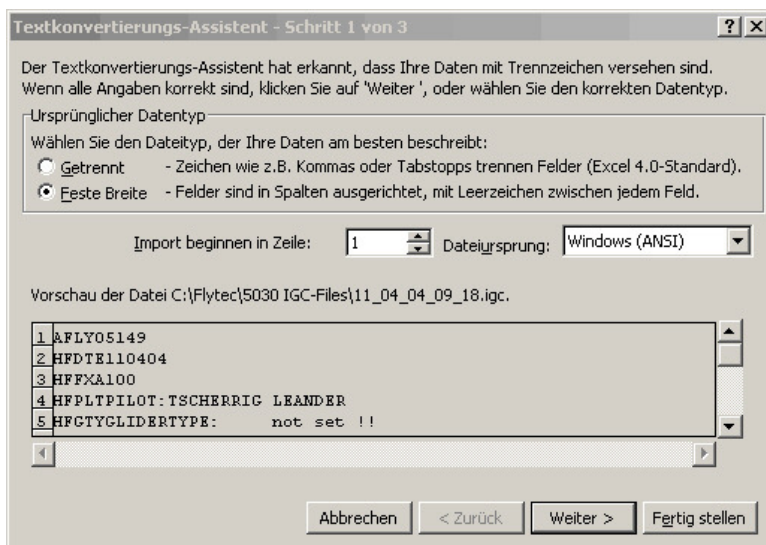 Textkonvertierungs-Assistent - Schritt 1 von 3
Der Textkonvertierungs-Assistent hat erkannt, dass Ihre Daten mit Trennzeichen versehen sind.
Wenn alle Angaben korrekt sind, klicken Sie auf 'Weiter ', oder wählen Sie den korrekten Datentyp.
Ursprünglicher Datentyp
Wählen Sie den Dateityp, der Ihre Daten am besten beschreibt:
Getrennt - Zeichen wie z.B. Kommas oder Tabstopps trennen Felder (Excel 4.0-Standard).
Feste Breite - Felder sind in Spalten ausgerichtet, mit Leerzeichen zwischen jedem Feld.
Import beginnen in Zeile: 1 Dateiursprung: Windows (ANSI)
Vorschau der Datei C:\Flytec\5030 IGC-Files\11_04_04_09_18.igc.
1 AFLY05149
2 HFDTE110404
3 HFFXA100
4 HFPLTPILOT:TSCHERRIG LEANDER
5 HFGTYGLIDERTYPE: not set !!
Abbrechen < Zurück Weiter > Fertig stellen